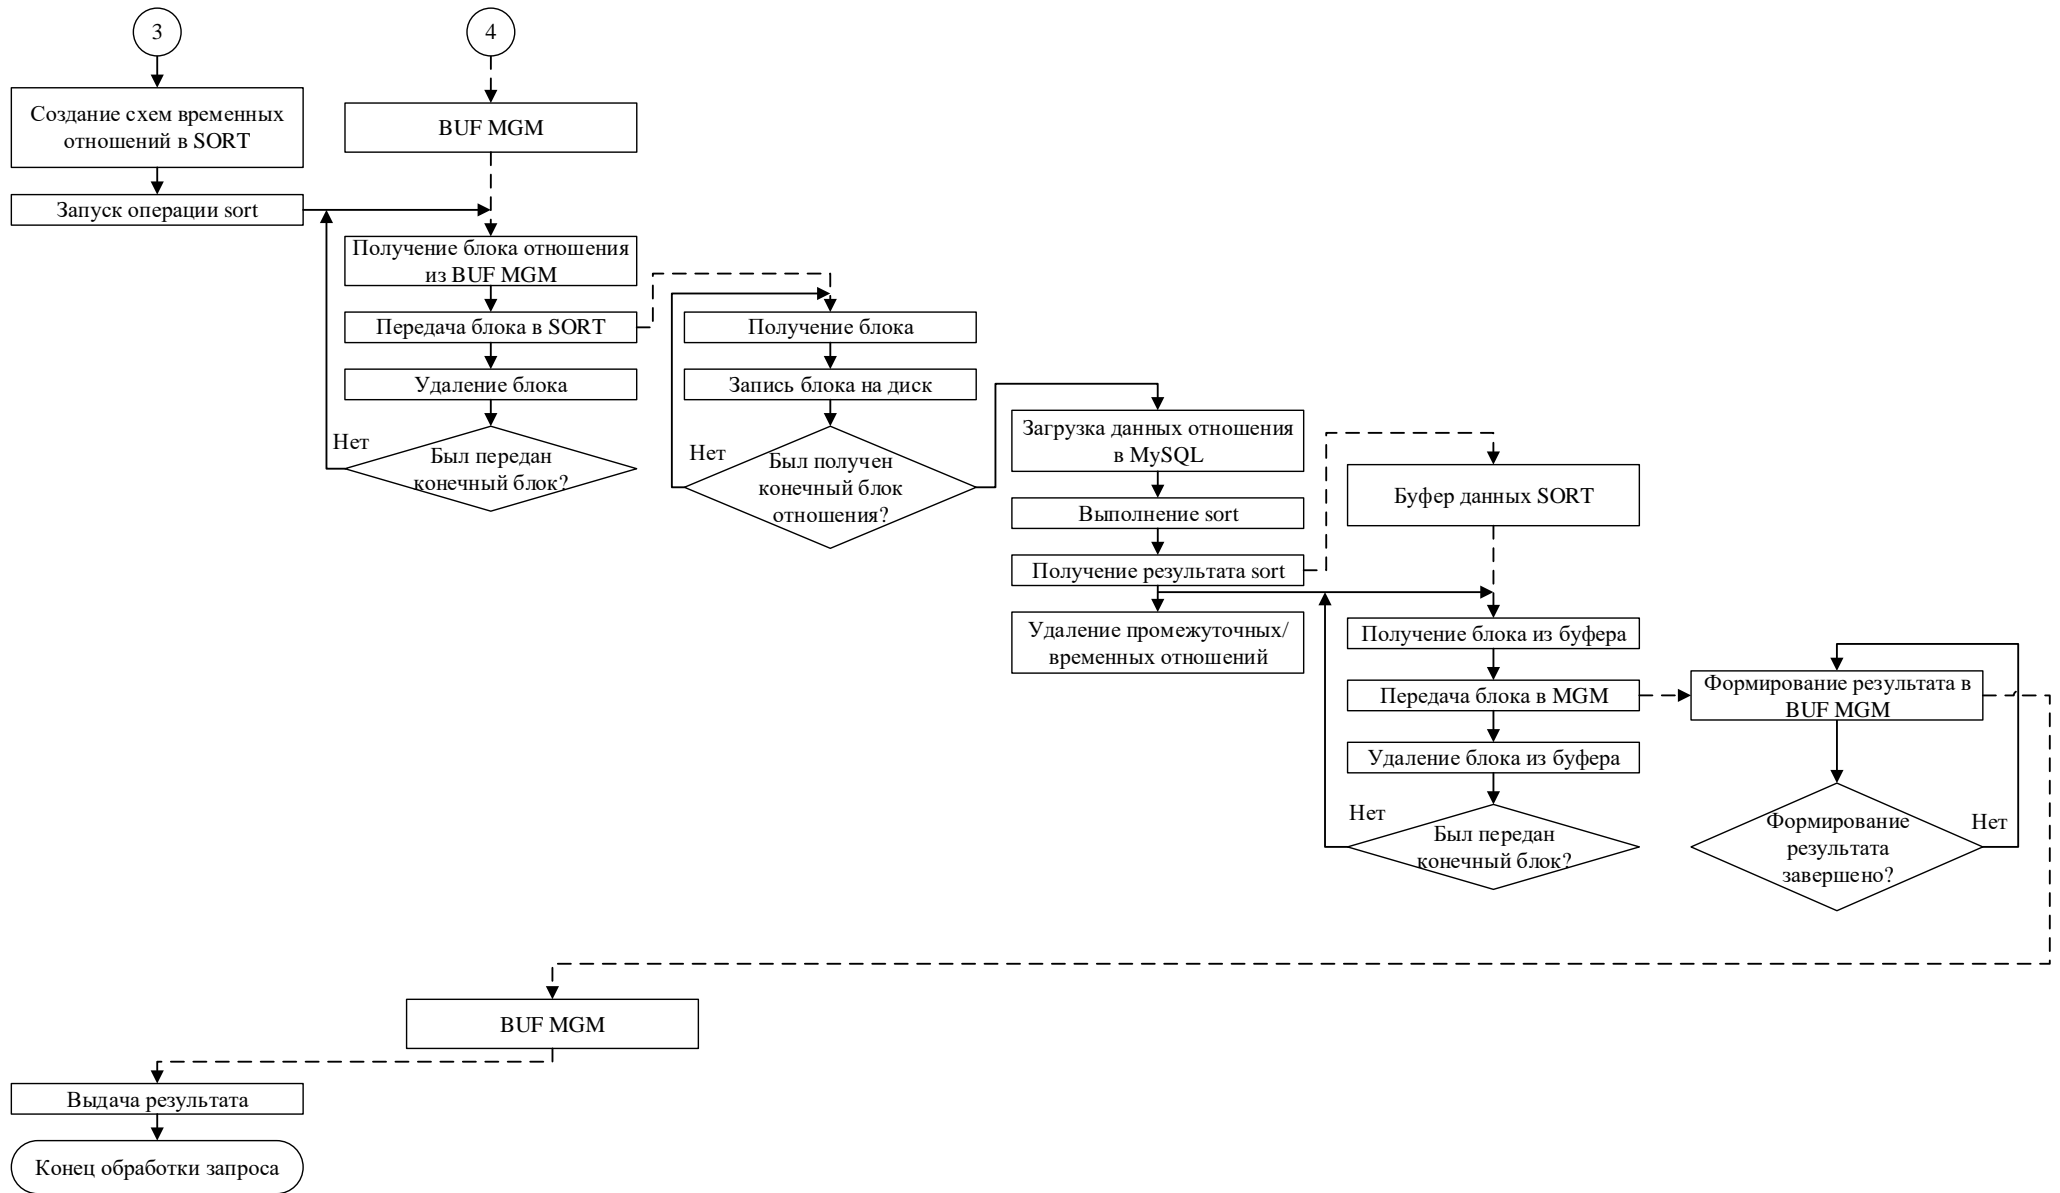 3
4
Создание схем временных
отношений в SORT
BUF MGM
Запуск операции sort
Получение блока отношения
из BUF MGM
Передача блока в SORT
Удаление блока
Нет
Был передан
конечный блок?
Получение блока
Запись блока на диск
Нет
Был получен
конечный блок
отношения?
Загрузка данных отношения
в MySQL
Выполнение sort
Получение результата sort
Удаление промежуточных/
временных отношений
Буфер данных SORT
Получение блока из буфера
Передача блока в MGM
Удаление блока из буфера
Нет
Был передан
конечный блок?
Формирование результата в
BUF MGM
Формирование
результата
завершено?
Нет
BUF MGM
Выдача результата
Конец обработки запроса